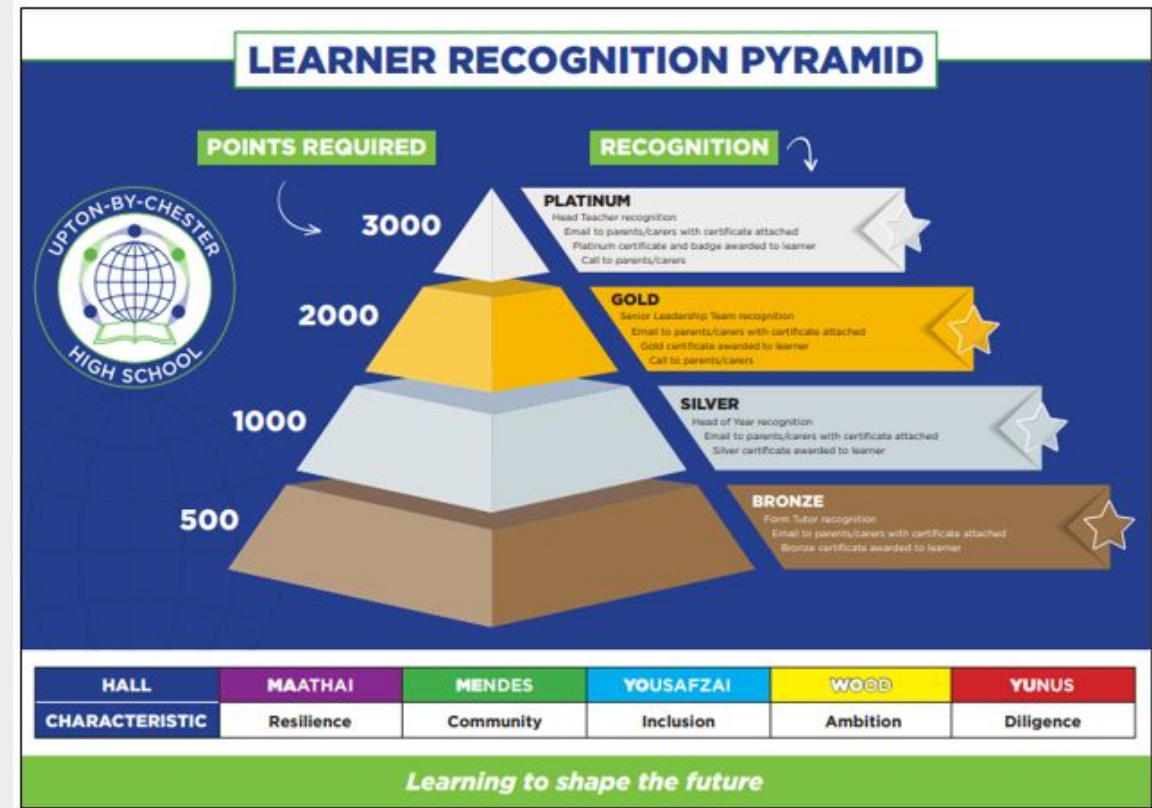 LEARNER RECOGNITION PYRAMID
POINTS REQUIRED
RECOGNITION
UPTON-BY-CHESTER
HIGH SCHOOL
3000
PLATINUM
Head Teacher recognition
Email to parents/carers with certificate attached
Platinum certificate and badge awarded to learner
Call to parents/carers
2000
GOLD
Senior Leadership Team recognition
Email to parents/carers with certificate attached
Gold certificate awarded to learner
Call to parents/carers
1000
SILVER
Head of Year recognition
Email to parents/carers with certificate attached
Silver certificate awarded to learner
500
BRONZE
Form Tutor recognition
Email to parents/carers with certificate attached
Bronze certificate awarded to learner
HALL MAATHAI MENDES YOUSAFZAI WOOD YUNUS
CHARACTERISTIC Resilience Community Inclusion Ambition Diligence
Learning to shape the future